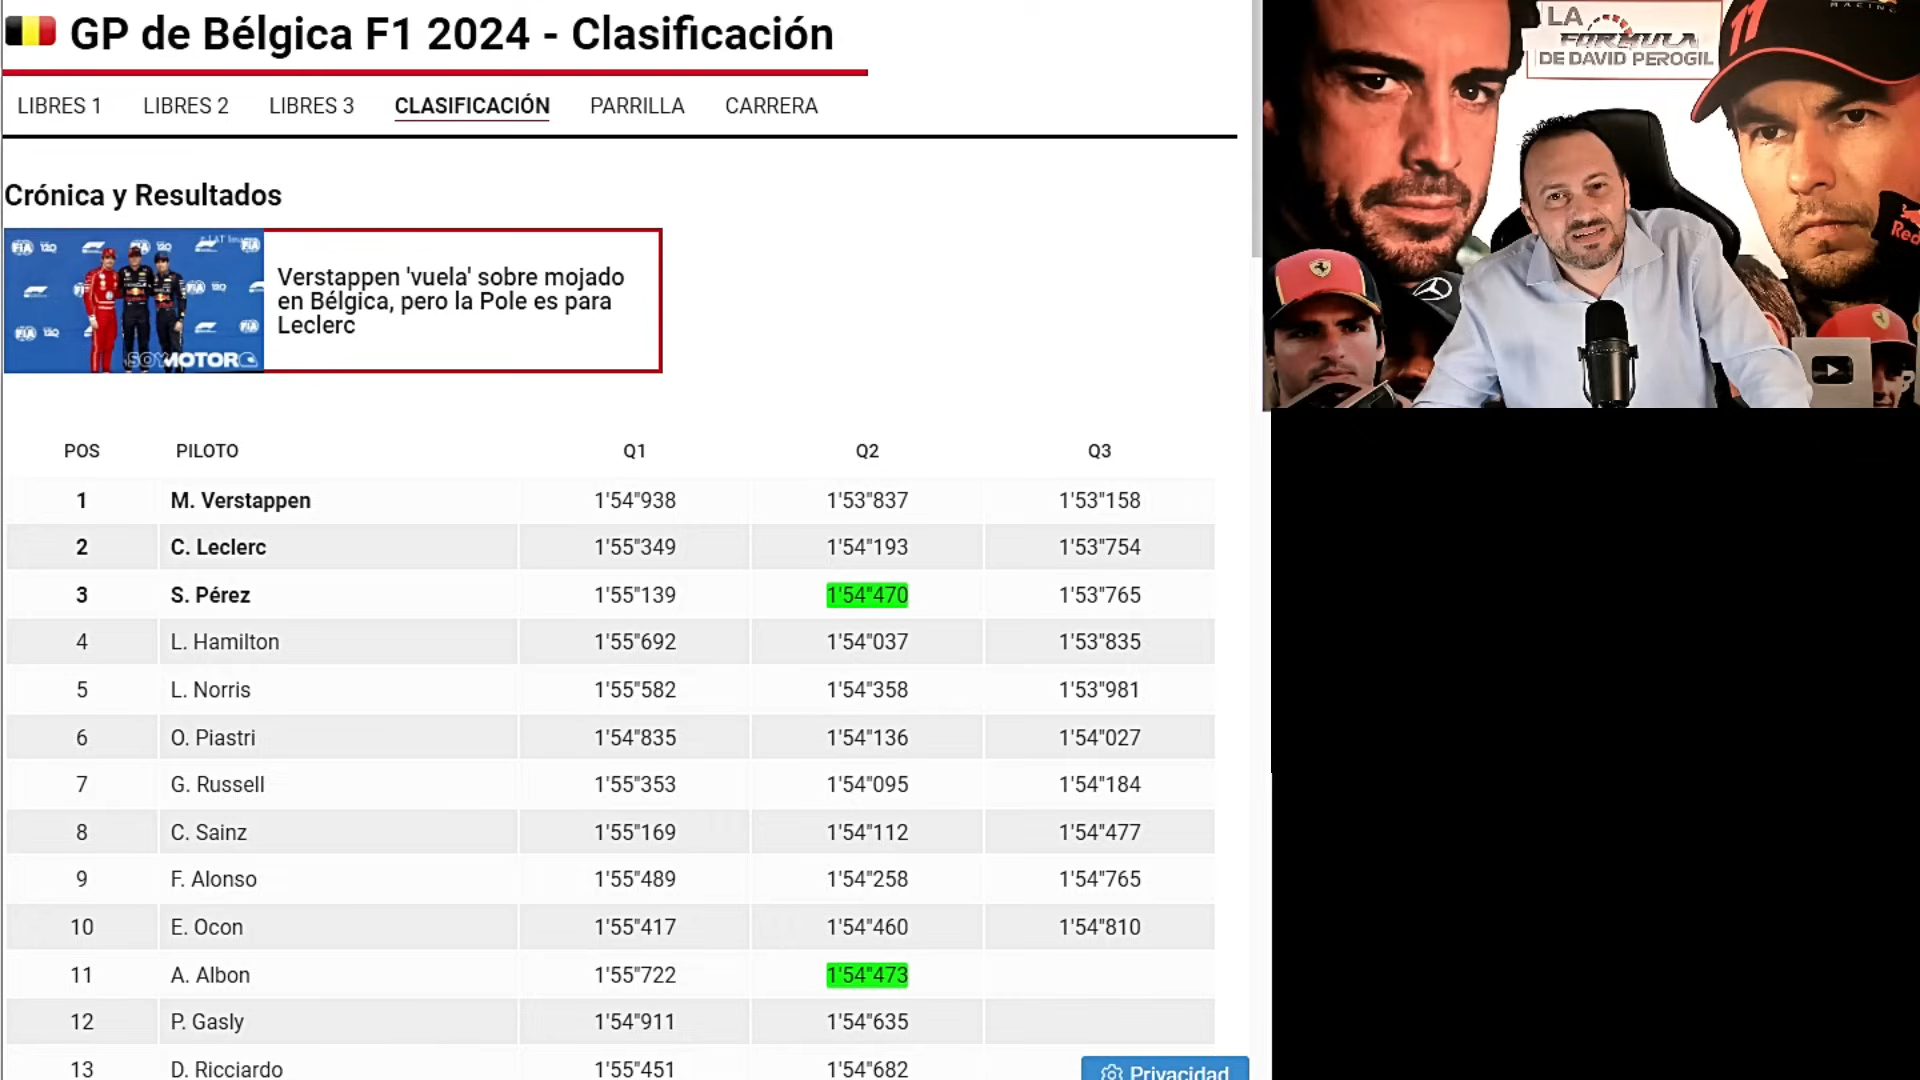 GP de Bélgica F1 2024 - Clasificación
LIBRES 1 LIBRES 2 LIBRES 3 CLASIFICACIÓN PARRILLA CARRERA
Crónica y Resultados
Verstappen 'vuela' sobre mojado
en Bélgica, pero la Pole es para
Leclerc
SOYMOTOR
FIA
POS PILOTO Q1 Q2 Q3
1 M. Verstappen 1'54"938 1'53"837 1'53"158
2 C. Leclerc 1'55"349 1'54"193 1'53"754
3 S. Pérez 1'55"139 1'54"470 1'53"765
4 L. Hamilton 1'55"692 1'54"037 1'53"835
5 L. Norris 1'55"582 1'54"358 1'53"981
6 O. Piastri 1'54"835 1'54"136 1'54"027
7 G. Russell 1'55"353 1'54"095 1'54"184
8 C. Sainz 1'55"169 1'54"112 1'54"477
9 F. Alonso 1'55"489 1'54"258 1'54"765
10 E. Ocon 1'55"417 1'54"460 1'54"810
11 A. Albon 1'55"722 1'54"473
12 P. Gasly 1'54"911 1'54"635
13 D. Ricciardo 1'55"451 1'54"682
Privacidad
LA
FÓRMULA
DE DAVID PEROGIL
11
RACING
Red